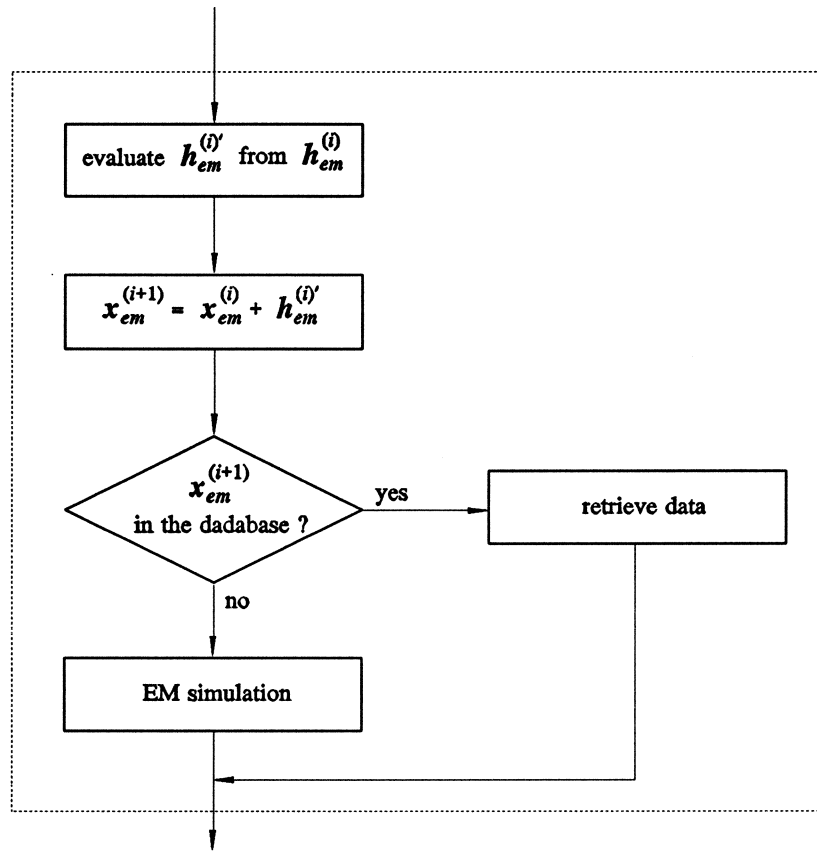 evaluate h_em^(i)′ from h_em^(i)
x_em^(i+1) = x_em^(i) + h_em^(i)′
x_em^(i+1)
in the dadabase ?
yes
retrieve data
no
EM simulation